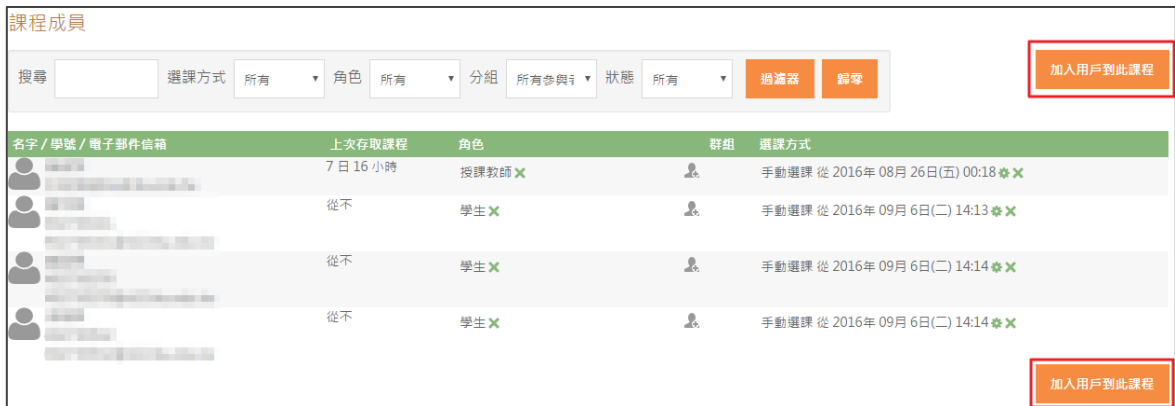 課程成員
加入用戶到此課程
搜尋 選課方式 所有 角色 所有 分組 所有參與 狀態 所有 過濾器 歸零
名字 / 學號 / 電子郵件信箱 上次存取課程 角色 群組 選課方式
7 日 16 小時 授課教師 手動選課 從 2016年 08月 26日(五) 00:18
從不 學生 手動選課 從 2016年 09月 6日(二) 14:13
從不 學生 手動選課 從 2016年 09月 6日(二) 14:14
從不 學生 手動選課 從 2016年 09月 6日(二) 14:14
加入用戶到此課程